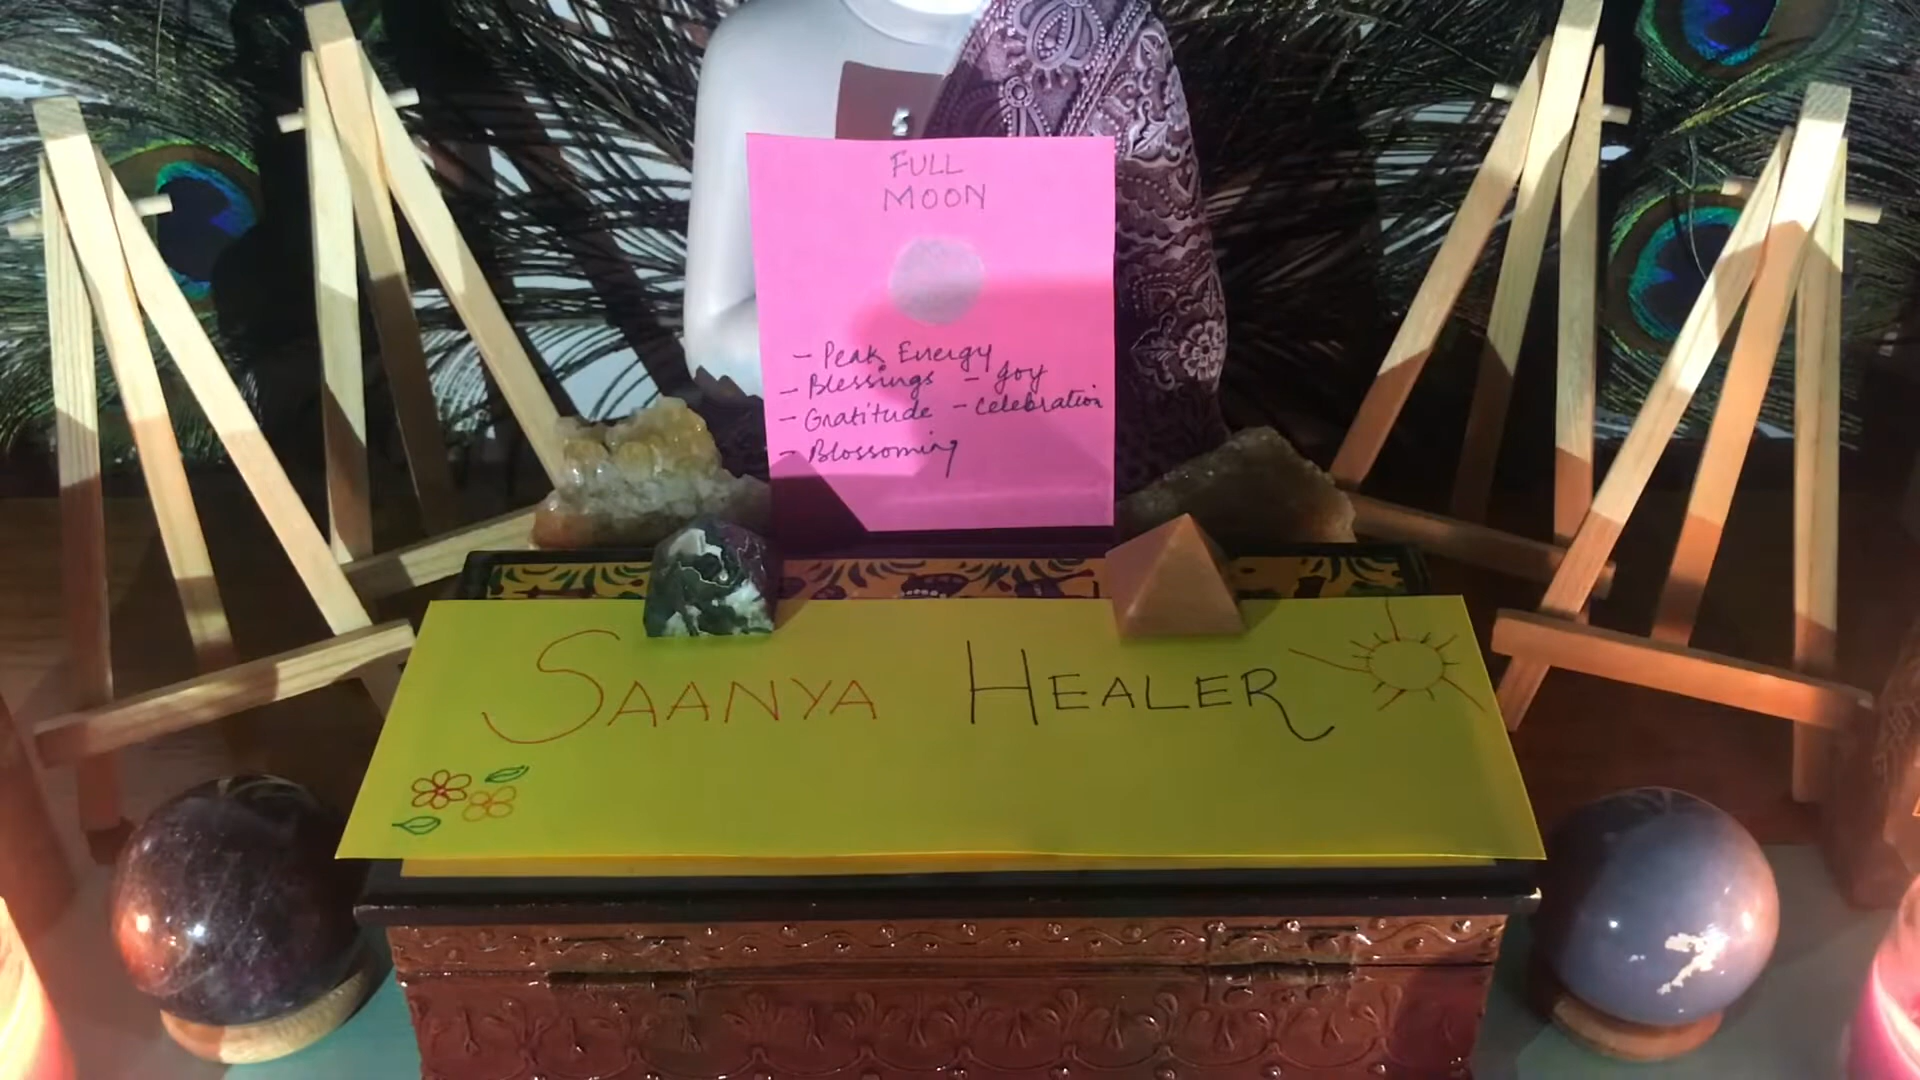 FULL
MOON
- Peak Energy
- Blessings - Joy
- Gratitude - Celebration
- Blossoming
SAANYA HEALER